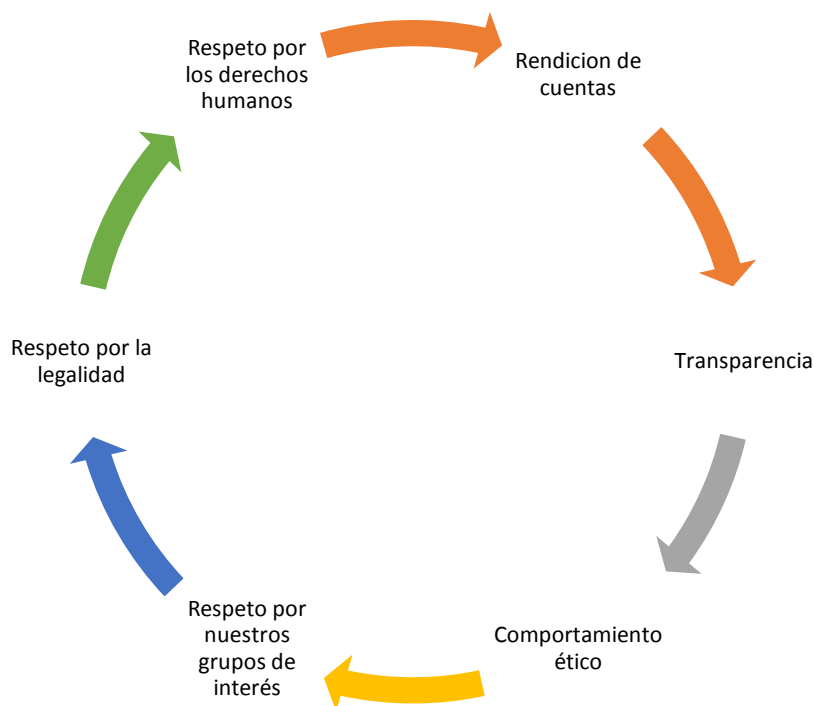 Respeto por
los derechos
humanos
Rendicion de
cuentas
Transparencia
Comportamiento
ético
Respeto por
nuestros
grupos de
interés
Respeto por la
legalidad